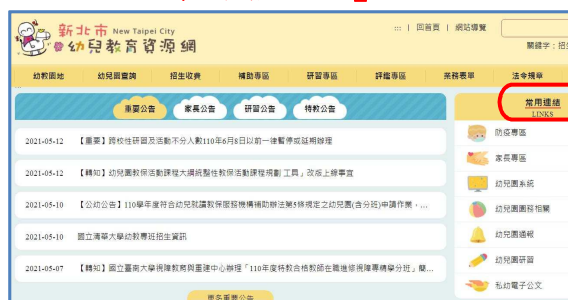 新北市 New Taipei City
幼兒教育資源網
::: | 回首頁 | 網站導覽
關鍵字：招生
幼教園地 幼兒園查詢 招生收費 補助專區 研習專區 評鑑專區 業務表單 法令規章
重要公告 家長公告 研習公告 特教公告
2021-05-12 【重要】跨校性研習及活動不分人數110年6月8日以前一律暫停或延期辦理
2021-05-12 【轉知】幼兒園教保活動課程大綱統整性教保活動課程規劃 工具」改版上線事宜
2021-05-10 【公幼公告】110學年度符合幼兒就讀教保服務機構補助辦法第5條規定之幼兒園(含分班)申請作業，...
2021-05-10 國立清華大學幼教專班招生資訊
2021-05-07 【轉知】國立臺南大學視障教育與重建中心辦理「110年度特教合格教師在職進修視障專精學分班」簡...
更多重要公告
常用連結
LINKS
防疫專區
家長專區
幼兒園系統
幼兒園園務相關
幼兒園通報
幼兒園研習
私幼電子公文